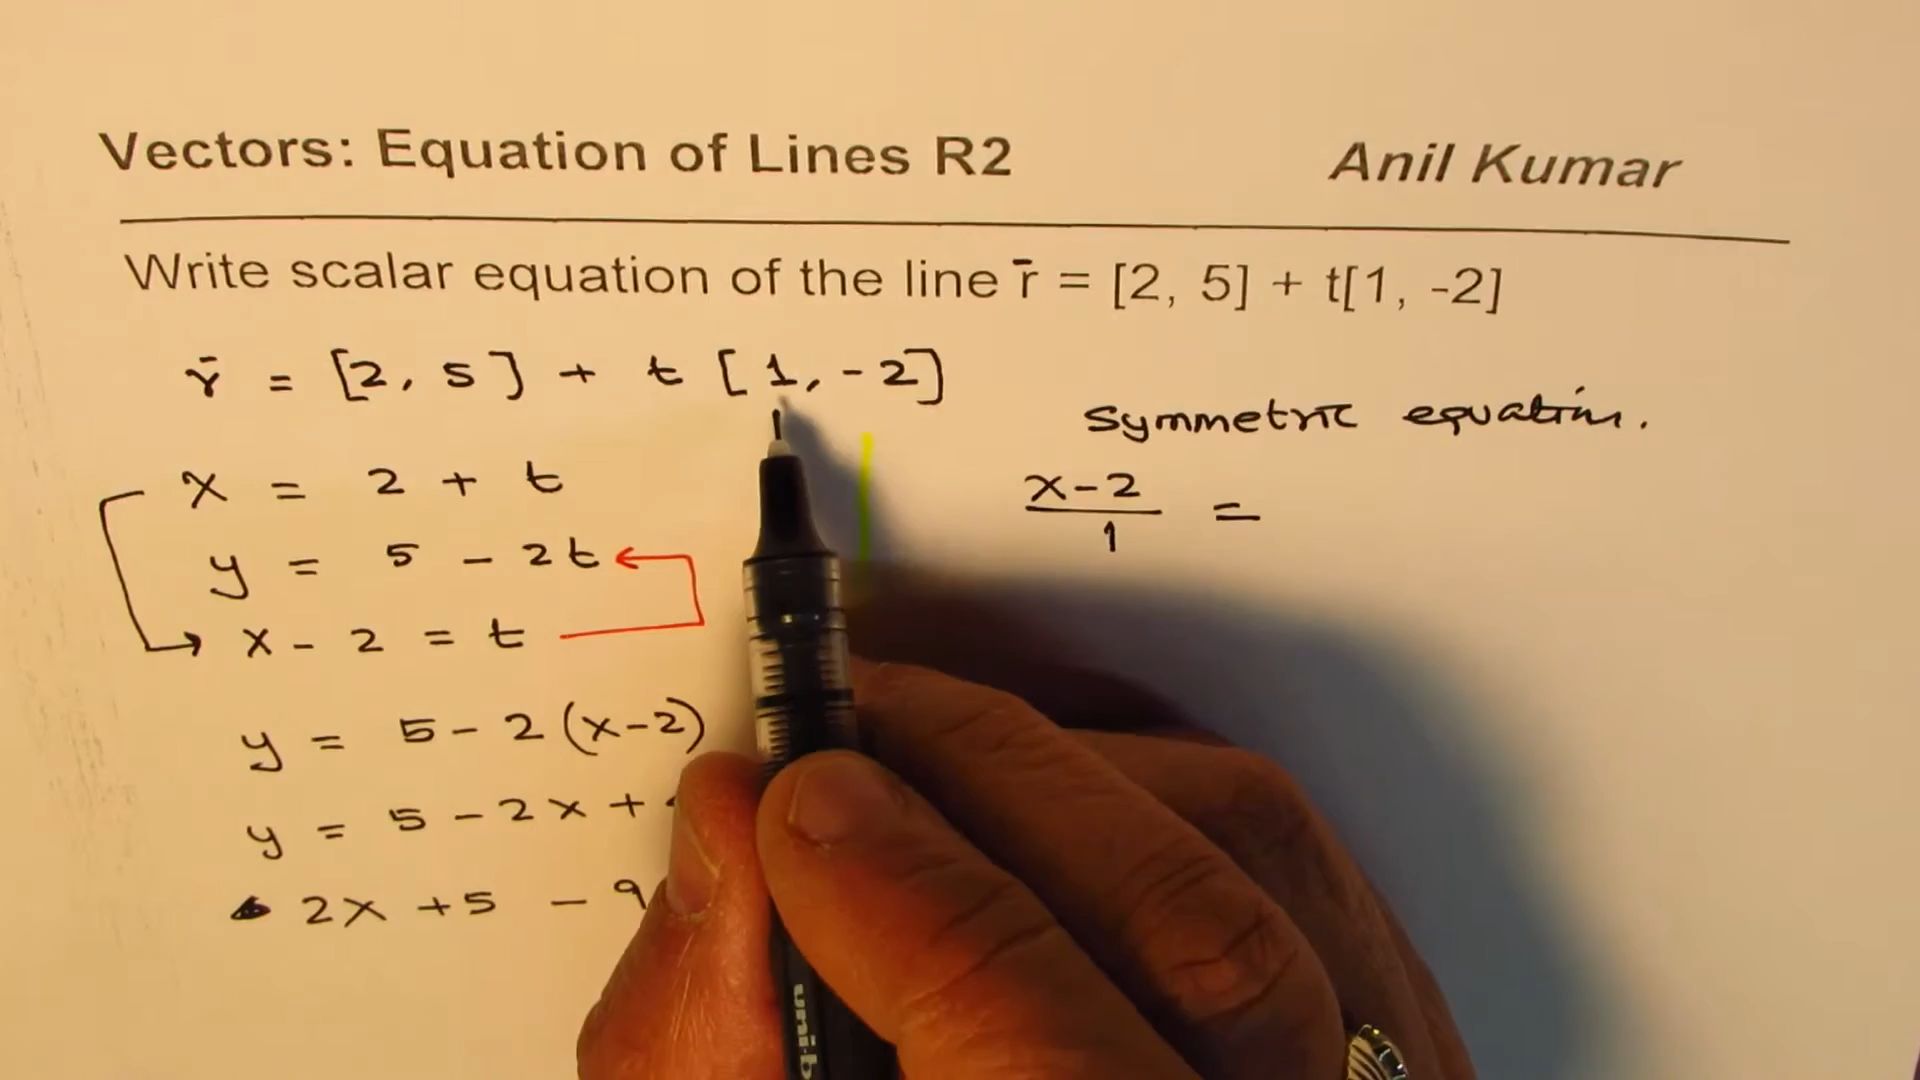 Vectors: Equation of Lines R2
Anil Kumar
Write scalar equation of the line r̄ = [2, 5] + t[1, -2]
r̄ = [2, 5] + t [1, -2]
x = 2 + t
y = 5 - 2t
x - 2 = t
y = 5 - 2 (x-2)
y = 5 - 2x +
2x + 5 - 9
Symmetric equation.
x-2
1 =
uni-b